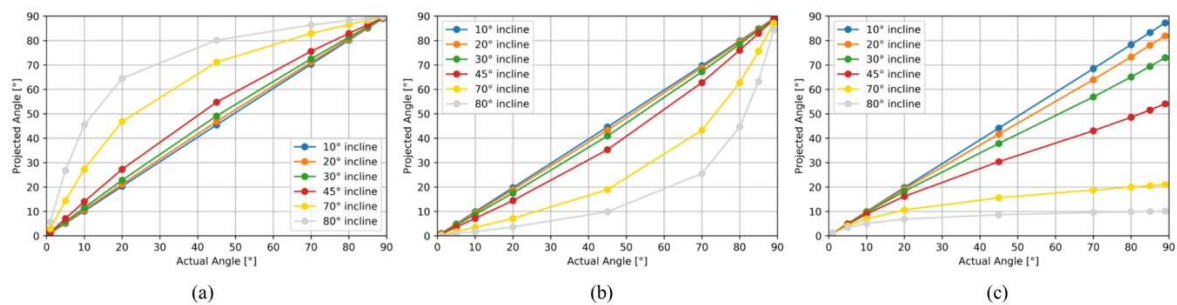 90
80
70
60
50
40
30
20
10
0
Projected Angle [°]
10° incline
20° incline
30° incline
45° incline
70° incline
80° incline
0 10 20 30 40 50 60 70 80 90
Actual Angle [°]
(a)
90
80
70
60
50
40
30
20
10
0
Projected Angle [°]
10° incline
20° incline
30° incline
45° incline
70° incline
80° incline
0 10 20 30 40 50 60 70 80 90
Actual Angle [°]
(b)
90
80
70
60
50
40
30
20
10
0
Projected Angle [°]
10° incline
20° incline
30° incline
45° incline
70° incline
80° incline
0 10 20 30 40 50 60 70 80 90
Actual Angle [°]
(c)